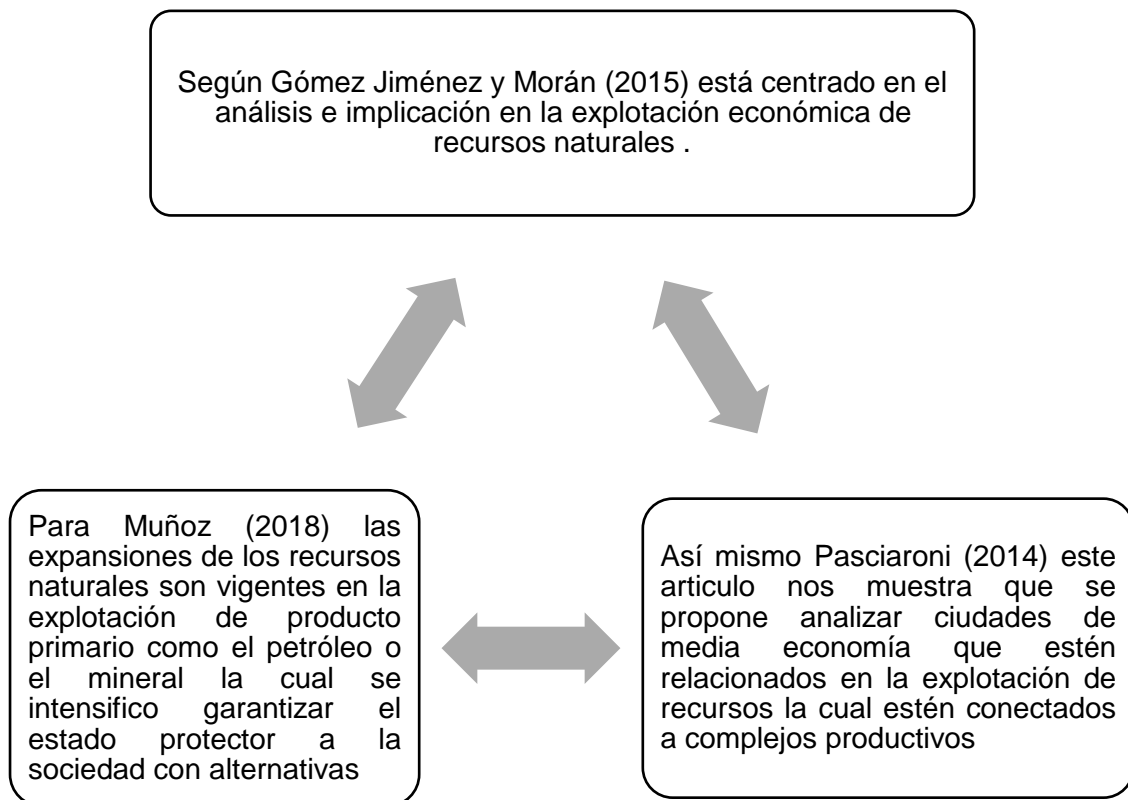 Según Gómez Jiménez y Morán (2015) está centrado en el
análisis e implicación en la explotación económica de
recursos naturales .
Para Muñoz (2018) las
expansiones de los recursos
naturales son vigentes en la
explotación de producto
primario como el petróleo o
el mineral la cual se
intensifico garantizar el
estado protector a la
sociedad con alternativas
Así mismo Pasciaroni (2014) este
articulo nos muestra que se
propone analizar ciudades de
media economía que estén
relacionados en la explotación de
recursos la cual estén conectados
a complejos productivos